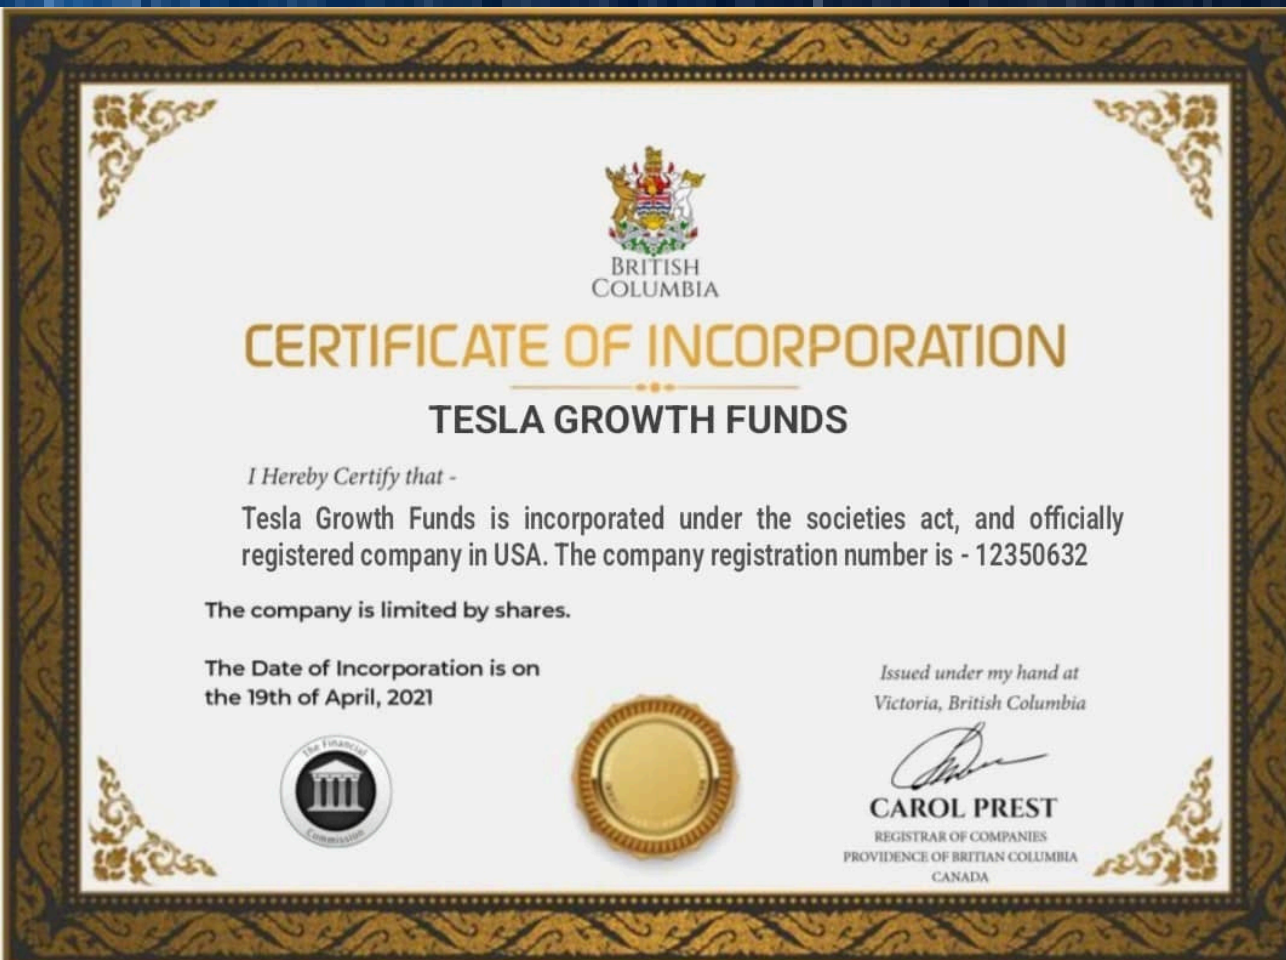 BRITISH
COLUMBIA
CERTIFICATE OF INCORPORATION
TESLA GROWTH FUNDS
I Hereby Certify that -
Tesla Growth Funds is incorporated under the societies act, and officially
registered company in USA. The company registration number is - 12350632
The company is limited by shares.
The Date of Incorporation is on
the 19th of April, 2021
The Financial
Commission
Issued under my hand at
Victoria, British Columbia
CAROL PREST
REGISTRAR OF COMPANIES
PROVIDENCE OF BRITIAN COLUMBIA
CANADA